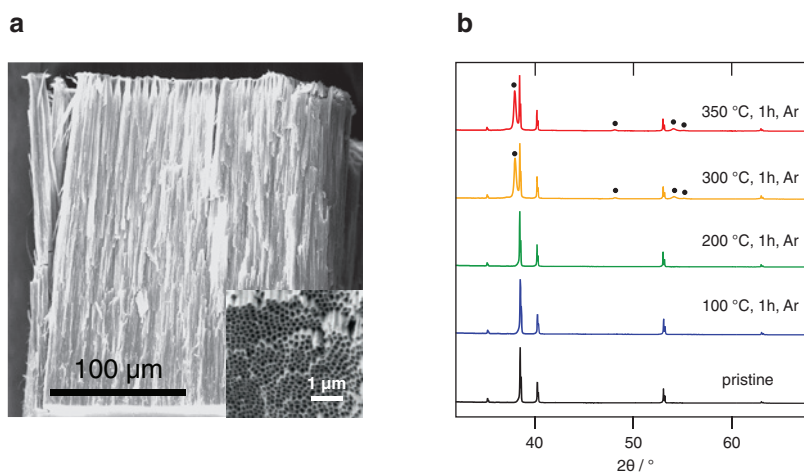 a
100 μm
1 μm
b
350 °C, 1h, Ar
300 °C, 1h, Ar
200 °C, 1h, Ar
100 °C, 1h, Ar
pristine
40
50
60
2θ / °